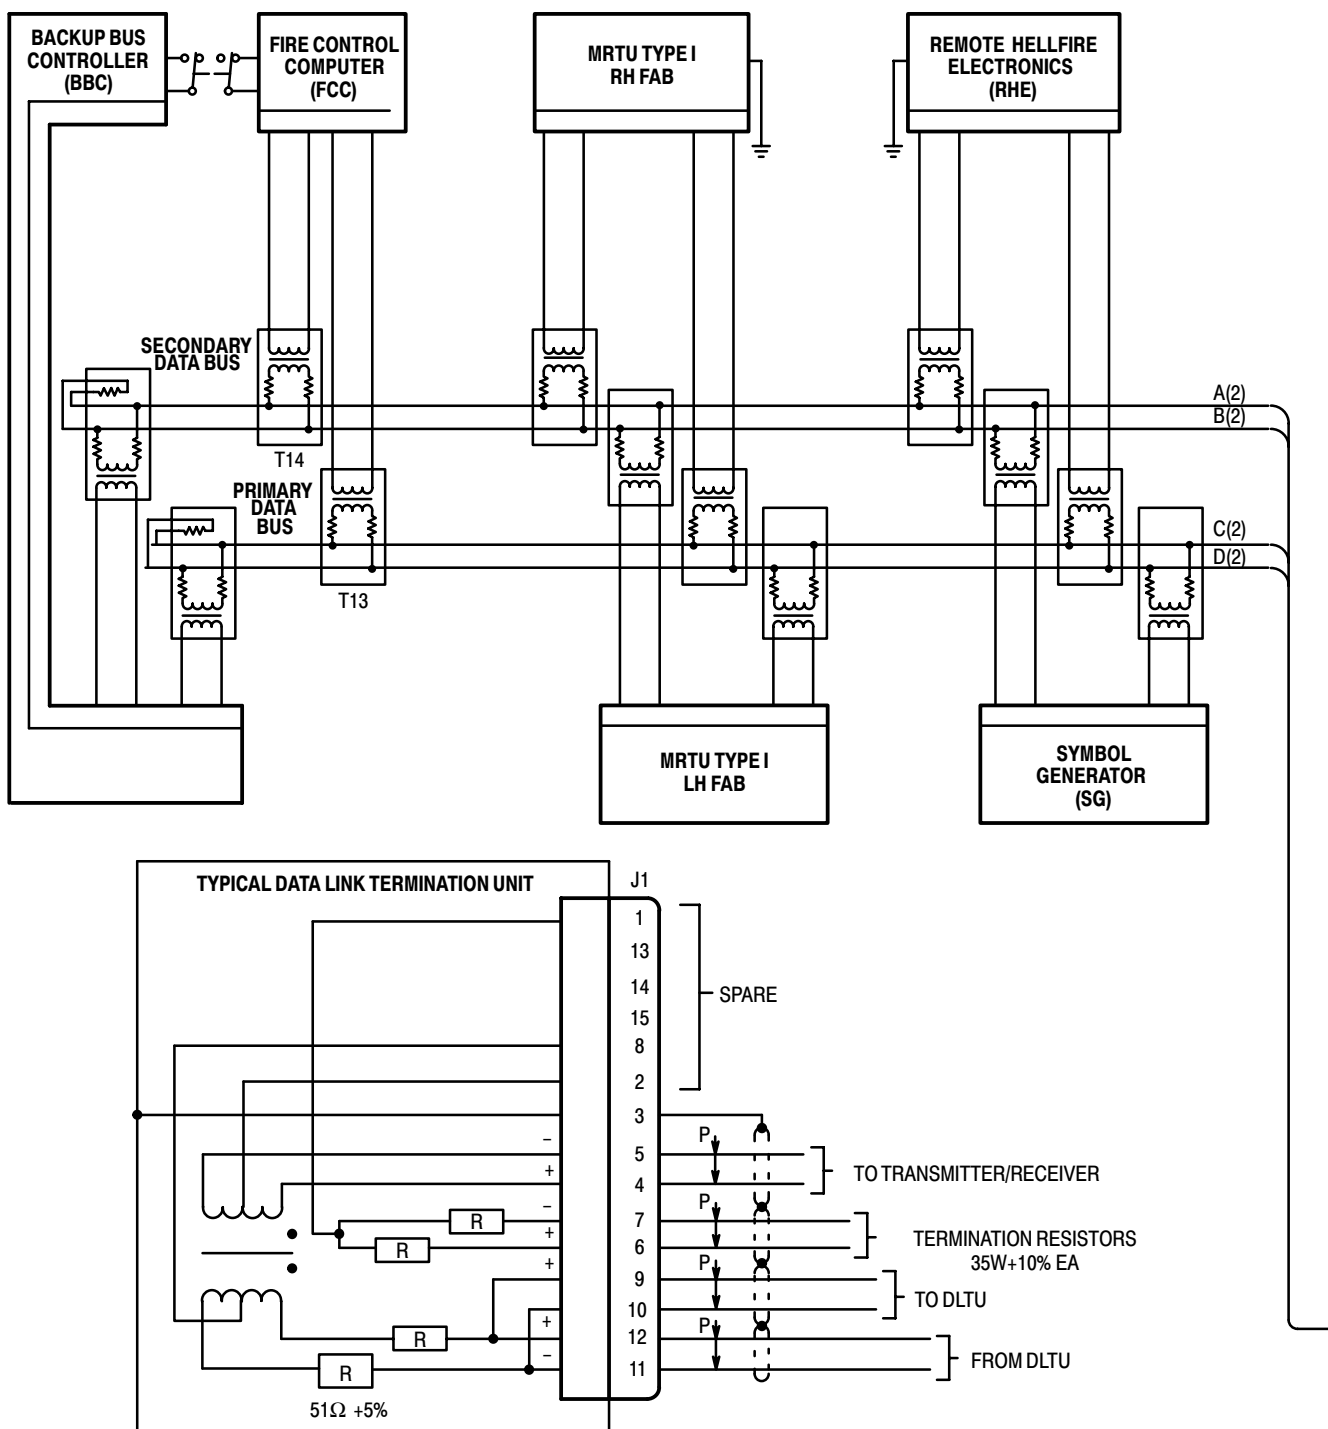 BACKUP BUS
CONTROLLER
(BBC)
FIRE CONTROL
COMPUTER
(FCC)
MRTU TYPE I
RH FAB
REMOTE HELLFIRE
ELECTRONICS
(RHE)
SECONDARY
DATA BUS
A(2)
B(2)
T14
PRIMARY
DATA
BUS
C(2)
D(2)
T13
MRTU TYPE I
LH FAB
SYMBOL
GENERATOR
(SG)
TYPICAL DATA LINK TERMINATION UNIT
J1
1
13
14
SPARE
15
8
2
3
– 5 P
TO TRANSMITTER/RECEIVER
+ 4
– R 7 P
TERMINATION RESISTORS
+ R 6
35W+10% EA
+ 9 P
TO DLTU
10
+ R 12 P
FROM DLTU
– R 11
51Ω +5%